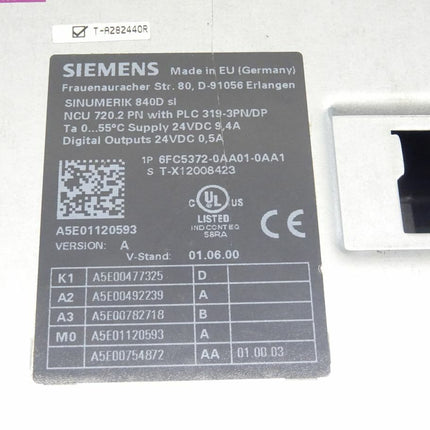 T-A282440R
SIEMENS Made in EU (Germany)
Frauenauracher Str. 80, D-91056 Erlangen
SINUMERIK 840D sl
NCU 720.2 PN with PLC 319-3PN/DP
Ta 0...55°C Supply 24VDC 9,4A
Digital Outputs 24VDC 0,5A
1P 6FC5372-0AA01-0AA1
S T-X12008423
A5E01120593
VERSION: A
c UL US
LISTED
IND.CONT.EQ
58RA
CE
V-Stand: 01.06.00
K1 A5E00477325 D
A2 A5E00492239 A
A3 A5E00782718 B
M0 A5E01120593 A
A5E00754872 AA 01.00.03